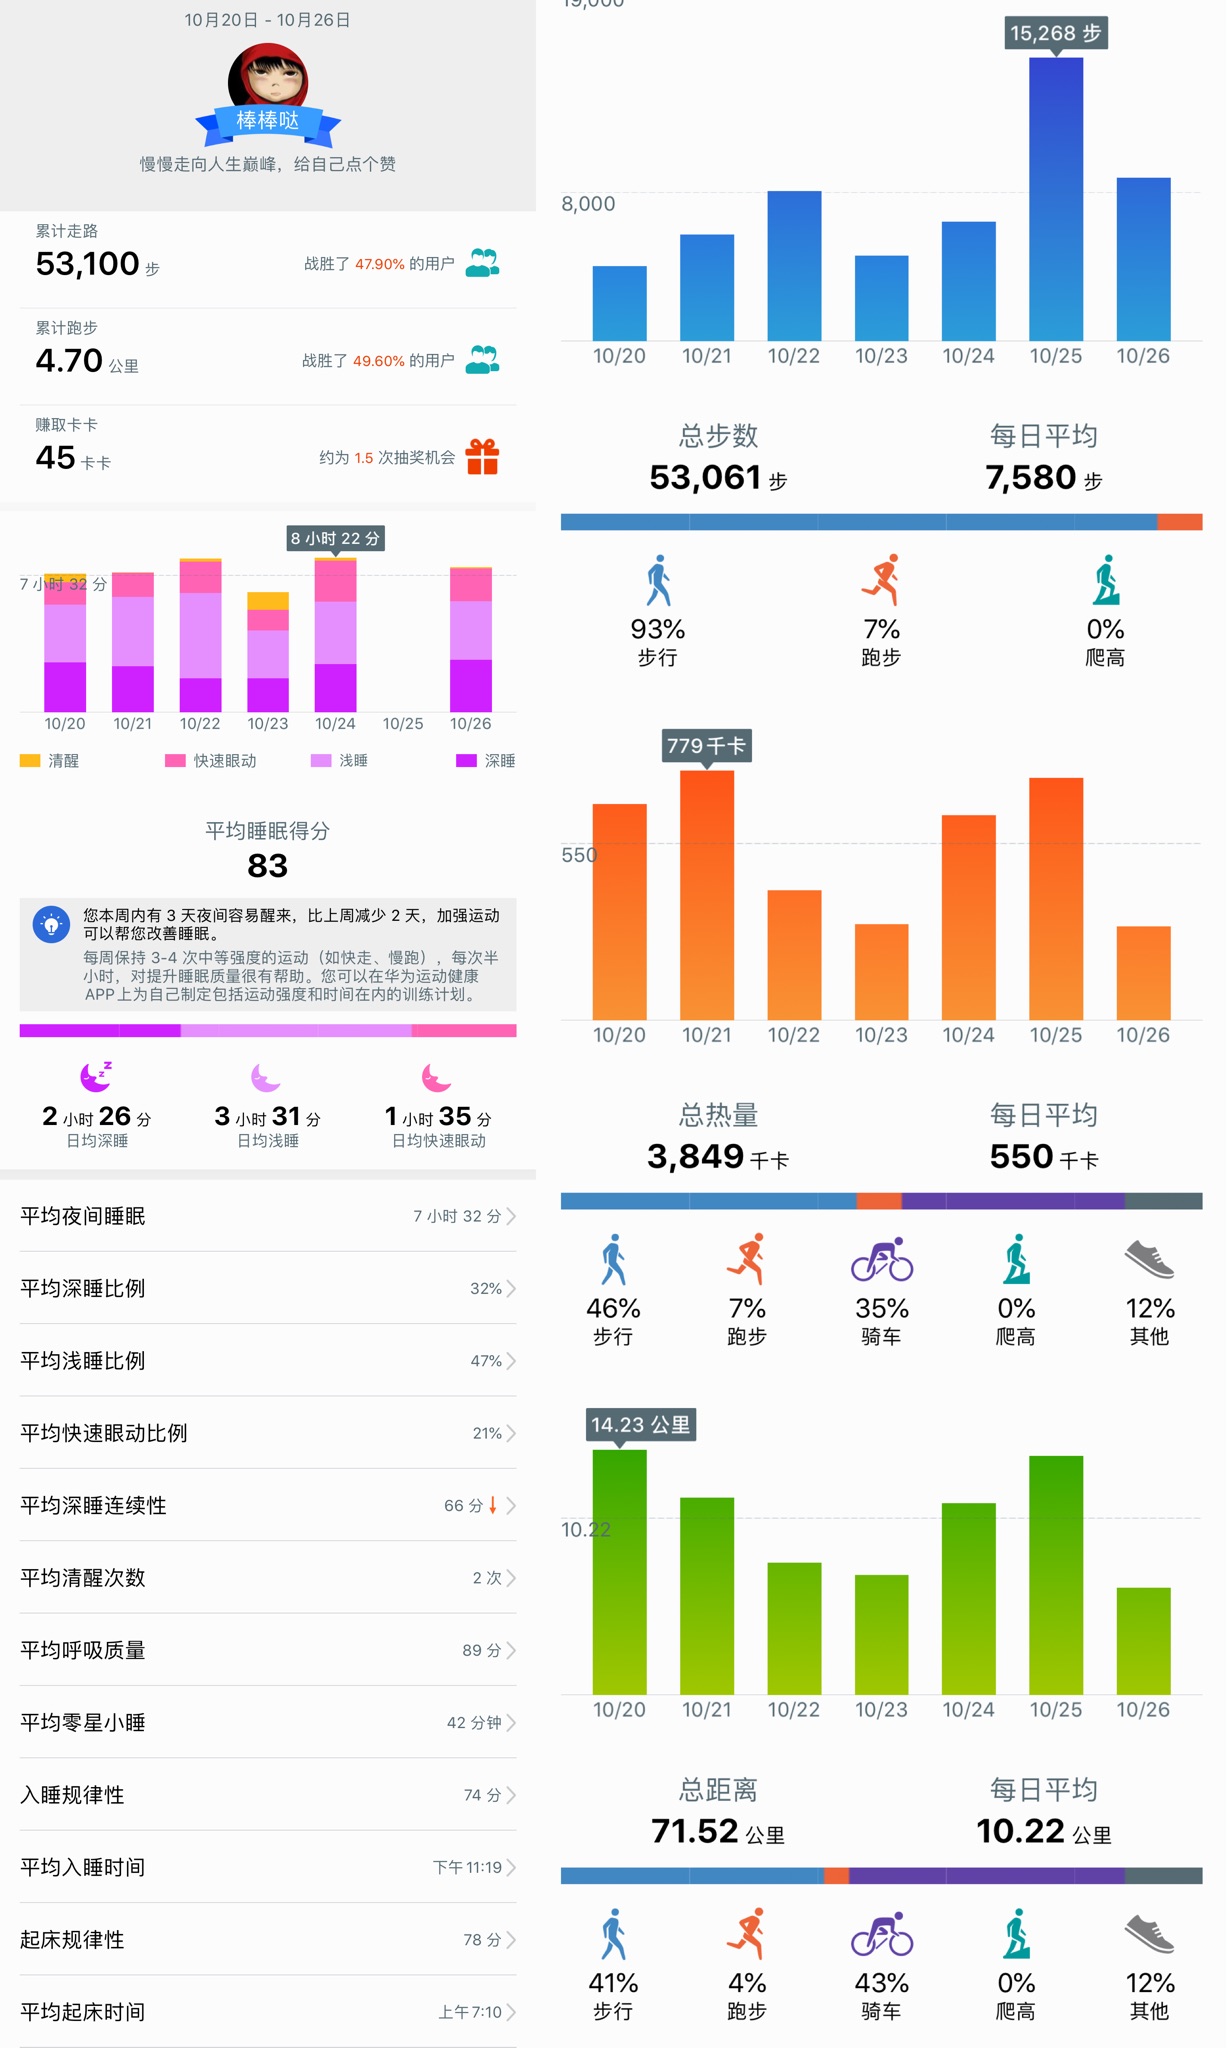 10月20日 - 10月26日
棒棒哒
慢慢走向人生巅峰，给自己点个赞
累计走路
53,100 步
战胜了 47.90% 的用户
累计跑步
4.70 公里
战胜了 49.60% 的用户
赚取卡卡
45 卡卡
约为 1.5 次抽奖机会
8 小时 22 分
7 小时 32 分
10/20 10/21 10/22 10/23 10/24 10/25 10/26
清醒 快速眼动 浅睡 深睡
平均睡眠得分
83
您本周内有 3 天夜间容易醒来，比上周减少 2 天，加强运动
可以帮您改善睡眠。
每周保持 3-4 次中等强度的运动（如快走、慢跑），每次半
小时，对提升睡眠质量很有帮助。您可以在华为运动健康
APP上为自己制定包括运动强度和时间在内的训练计划。
2 小时 26 分 3 小时 31 分 1 小时 35 分
日均深睡 日均浅睡 日均快速眼动
平均夜间睡眠 7 小时 32 分
平均深睡比例 32%
平均浅睡比例 47%
平均快速眼动比例 21%
平均深睡连续性 66 分
平均清醒次数 2 次
平均呼吸质量 89 分
平均零星小睡 42 分钟
入睡规律性 74 分
平均入睡时间 下午11:19
起床规律性 78 分
平均起床时间 上午7:10
19,000
15,268 步
8,000
10/20 10/21 10/22 10/23 10/24 10/25 10/26
总步数 每日平均
53,061 步 7,580 步
93% 7% 0%
步行 跑步 爬高
779千卡
550
10/20 10/21 10/22 10/23 10/24 10/25 10/26
总热量 每日平均
3,849 千卡 550 千卡
46% 7% 35% 0% 12%
步行 跑步 骑车 爬高 其他
14.23 公里
10.22
10/20 10/21 10/22 10/23 10/24 10/25 10/26
总距离 每日平均
71.52 公里 10.22 公里
41% 4% 43% 0% 12%
步行 跑步 骑车 爬高 其他